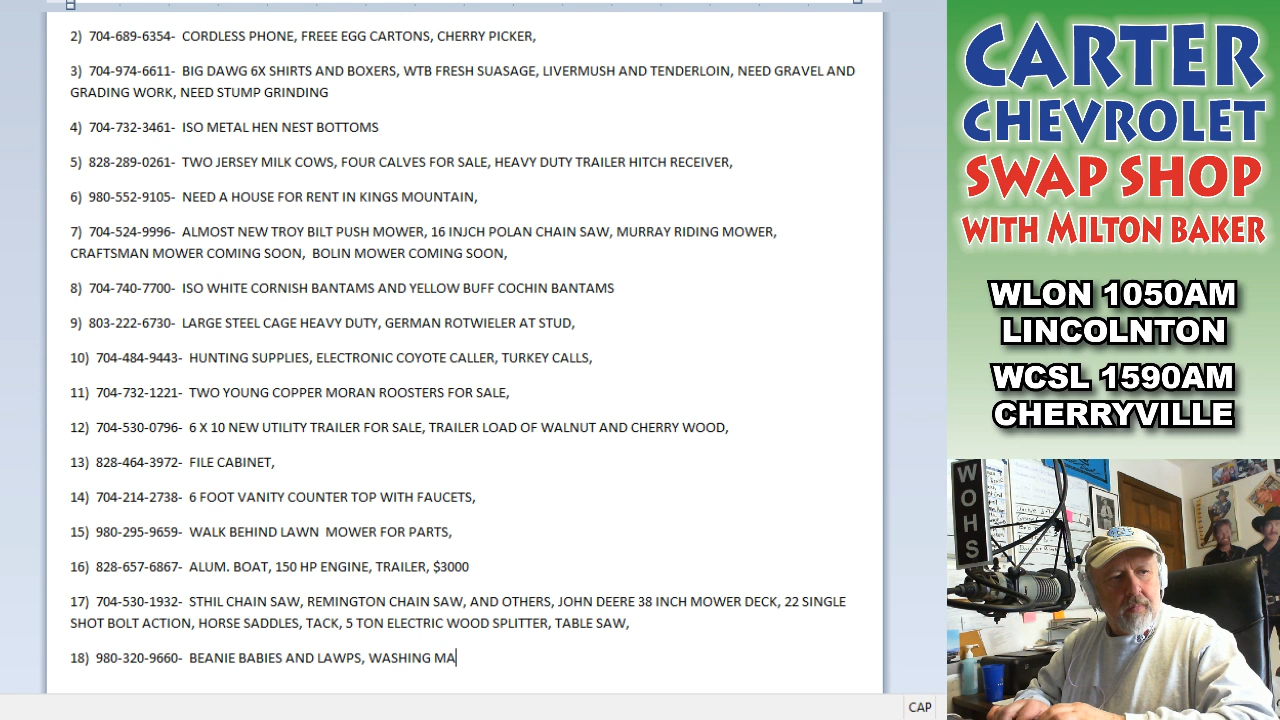 2) 704-689-6354- CORDLESS PHONE, FREEE EGG CARTONS, CHERRY PICKER,
3) 704-974-6611- BIG DAWG 6X SHIRTS AND BOXERS, WTB FRESH SUASAGE, LIVERMUSH AND TENDERLOIN, NEED GRAVEL AND
GRADING WORK, NEED STUMP GRINDING
4) 704-732-3461- ISO METAL HEN NEST BOTTOMS
5) 828-289-0261- TWO JERSEY MILK COWS, FOUR CALVES FOR SALE, HEAVY DUTY TRAILER HITCH RECEIVER,
6) 980-552-9105- NEED A HOUSE FOR RENT IN KINGS MOUNTAIN,
7) 704-524-9996- ALMOST NEW TROY BILT PUSH MOWER, 16 INJCH POLAN CHAIN SAW, MURRAY RIDING MOWER,
CRAFTSMAN MOWER COMING SOON, BOLIN MOWER COMING SOON,
8) 704-740-7700- ISO WHITE CORNISH BANTAMS AND YELLOW BUFF COCHIN BANTAMS
9) 803-222-6730- LARGE STEEL CAGE HEAVY DUTY, GERMAN ROTWIELER AT STUD,
10) 704-484-9443- HUNTING SUPPLIES, ELECTRONIC COYOTE CALLER, TURKEY CALLS,
11) 704-732-1221- TWO YOUNG COPPER MORAN ROOSTERS FOR SALE,
12) 704-530-0796- 6 X 10 NEW UTILITY TRAILER FOR SALE, TRAILER LOAD OF WALNUT AND CHERRY WOOD,
13) 828-464-3972- FILE CABINET,
14) 704-214-2738- 6 FOOT VANITY COUNTER TOP WITH FAUCETS,
15) 980-295-9659- WALK BEHIND LAWN MOWER FOR PARTS,
16) 828-657-6867- ALUM. BOAT, 150 HP ENGINE, TRAILER, $3000
17) 704-530-1932- STHIL CHAIN SAW, REMINGTON CHAIN SAW, AND OTHERS, JOHN DEERE 38 INCH MOWER DECK, 22 SINGLE
SHOT BOLT ACTION, HORSE SADDLES, TACK, 5 TON ELECTRIC WOOD SPLITTER, TABLE SAW,
18) 980-320-9660- BEANIE BABIES AND LAWPS, WASHING MA
CAP
CARTER
CHEVROLET
SWAP SHOP
WITH MILTON BAKER
WLON 1050AM
LINCOLNTON
WCSL 1590AM
CHERRYVILLE
WOHS